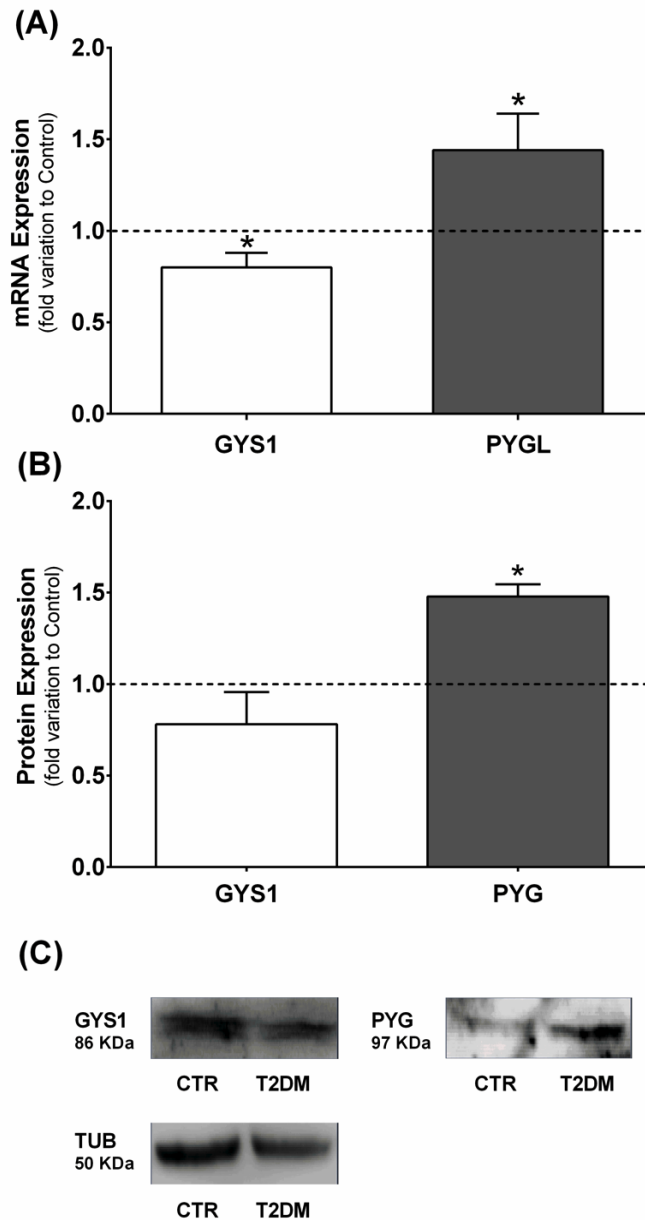 (A)
mRNA Expression
(fold variation to Control)
2.0
1.5
1.0
0.5
0.0
*
*
GYS1 PYGL
(B)
Protein Expression
(fold variation to Control)
2.0
1.5
1.0
0.5
0.0
*
GYS1 PYG
(C)
GYS1
86 KDa
CTR T2DM
PYG
97 KDa
CTR T2DM
TUB
50 KDa
CTR T2DM